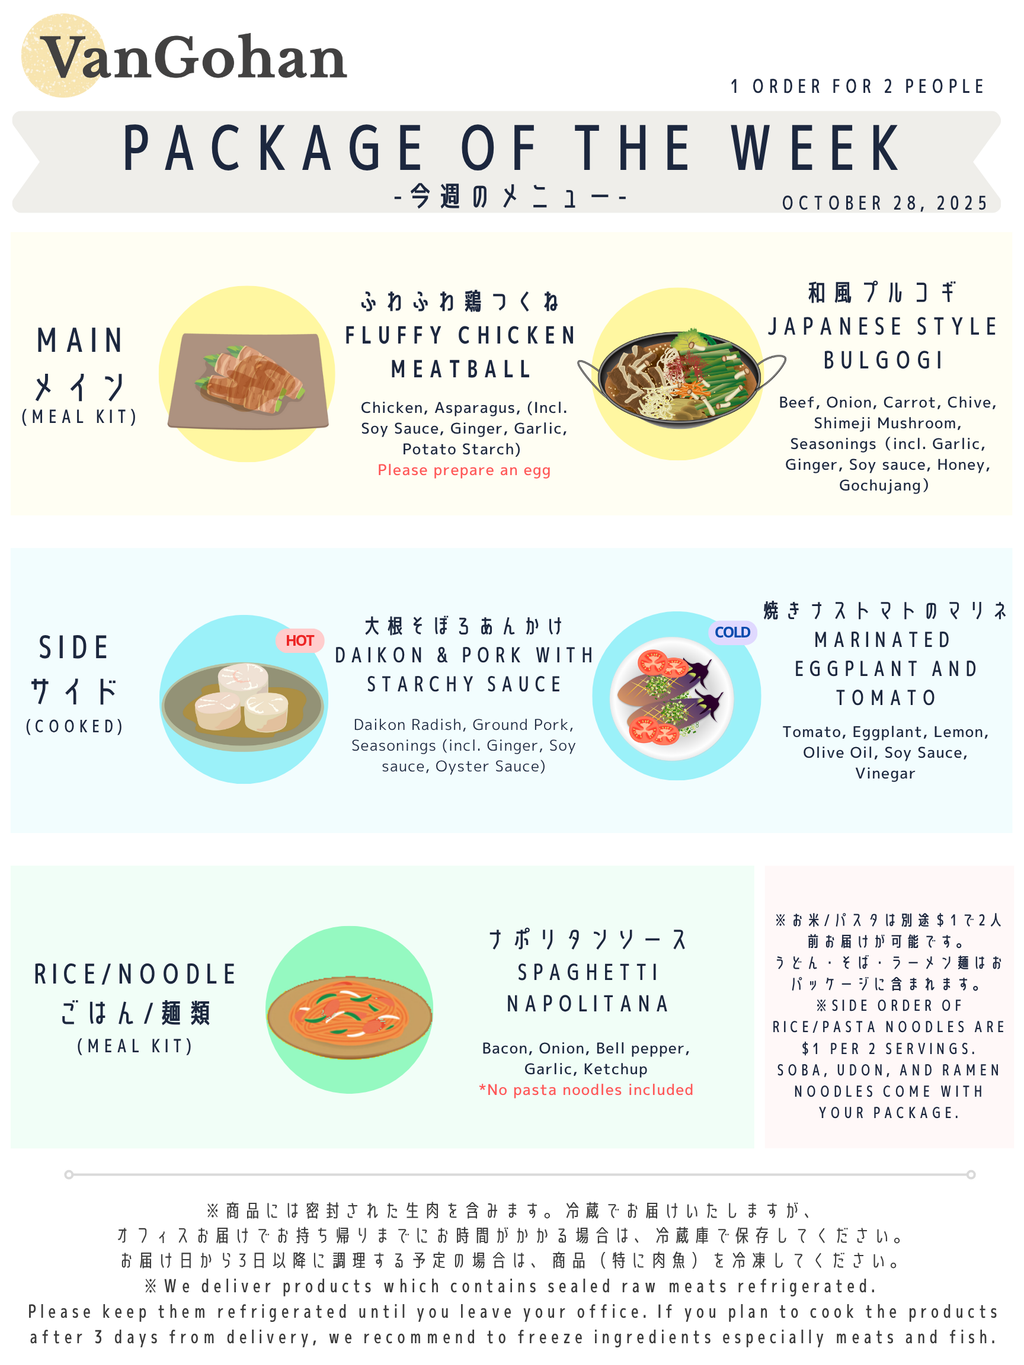 VanGohan
1 ORDER FOR 2 PEOPLE
PACKAGE OF THE WEEK
-今週のメニュー-
OCTOBER 28, 2025
MAIN
メイン
(MEAL KIT)
ふわふわ鶏つくね
FLUFFY CHICKEN
MEATBALL
Chicken, Asparagus, (Incl.
Soy Sauce, Ginger, Garlic,
Potato Starch)
Please prepare an egg
和風プルコギ
JAPANESE STYLE
BULGOGI
Beef, Onion, Carrot, Chive,
Shimeji Mushroom,
Seasonings (incl. Garlic,
Ginger, Soy sauce, Honey,
Gochujang)
SIDE
サイド
(COOKED)
HOT
大根そぼろあんかけ
DAIKON & PORK WITH
STARCHY SAUCE
Daikon Radish, Ground Pork,
Seasonings (incl. Ginger, Soy
sauce, Oyster Sauce)
COLD
焼きナストマトのマリネ
MARINATED
EGGPLANT AND
TOMATO
Tomato, Eggplant, Lemon,
Olive Oil, Soy Sauce,
Vinegar
RICE/NOODLE
ごはん/麺類
(MEAL KIT)
ナポリタンソース
SPAGHETTI
NAPOLITANA
Bacon, Onion, Bell pepper,
Garlic, Ketchup
*No pasta noodles included
※お米/パスタは別途$1で2人
前お届けが可能です。
うどん・そば・ラーメン麺はお
パッケージに含まれます。
※SIDE ORDER OF
RICE/PASTA NOODLES ARE
$1 PER 2 SERVINGS.
SOBA, UDON, AND RAMEN
NOODLES COME WITH
YOUR PACKAGE.
※商品には密封された生肉を含みます。冷蔵でお届けいたしますが、
オフィスお届けでお持ち帰りまでにお時間がかかる場合は、冷蔵庫で保存してください。
お届け日から3日以降に調理する予定の場合は、商品（特に肉魚）を冷凍してください。
※We deliver products which contains sealed raw meats refrigerated.
Please keep them refrigerated until you leave your office. If you plan to cook the products
after 3 days from delivery, we recommend to freeze ingredients especially meats and fish.